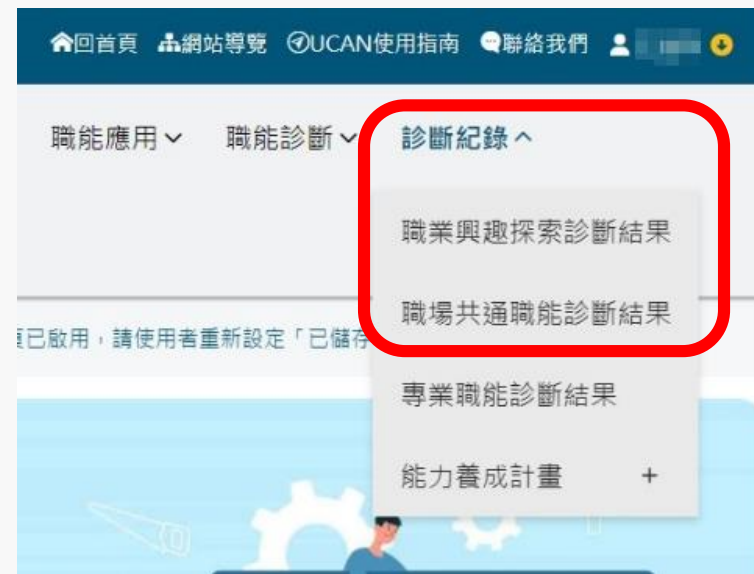 回首頁 網站導覽 UCAN使用指南 聯絡我們
職能應用 職能診斷 診斷紀錄
職業興趣探索診斷結果
職場共通職能診斷結果
已啟用，請使用者重新設定「已儲存
專業職能診斷結果
能力養成計畫 +